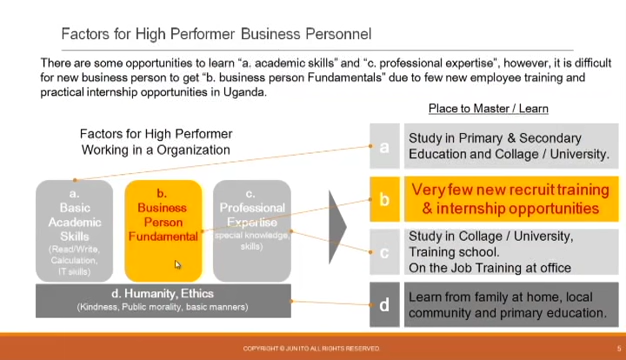 Factors for High Performer Business Personnel
There are some opportunities to learn “a. academic skills“ and “c. professional expertise”, however, it is difficult
for new business person to get “b. business person Fundamentals” due to few new employee training and
practical internship opportunities in Uganda.
Place to Master / Learn
Factors for High Performer
Working in a Organization
a
Study in Primary & Secondary
Education and Collage / University.
a.
Basic
Academic
Skills
(Read/Write,
Calculation,
IT skills)
b.
Business
Person
Fundamental
c.
Professional
Expertise
(special knowledge,
skills)
b
Very few new recruit training
& internship opportunities
c
Study in Collage / University,
Training school.
On the Job Training at office
d. Humanity, Ethics
(Kindness, Public morality, basic manners)
d
Learn from family at home, local
community and primary education.
COPYRIGHT © JUN ITO ALL RIGHTS RESERVED.
5